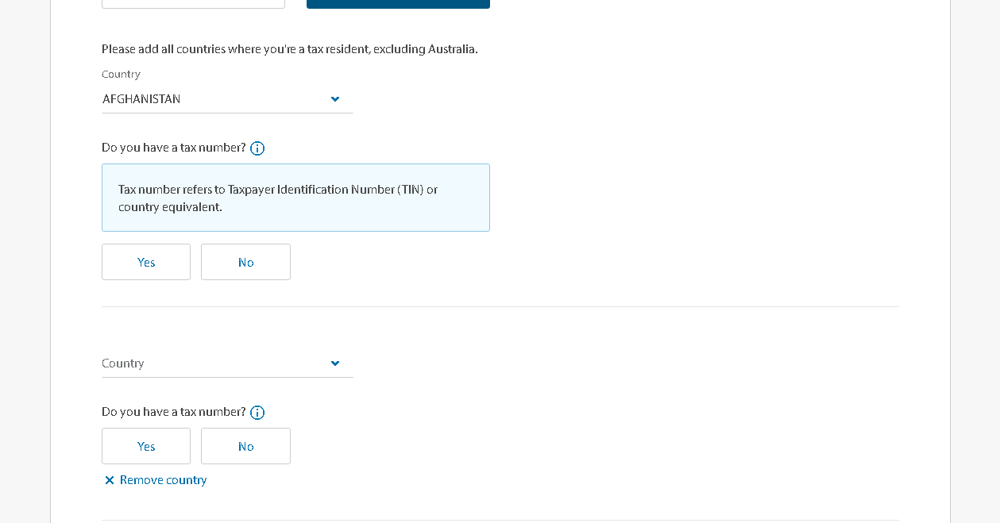 Please add all countries where you're a tax resident, excluding Australia.
Country
AFGHANISTAN
Do you have a tax number?
Tax number refers to Taxpayer Identification Number (TIN) or
country equivalent.
Yes No
Country
Do you have a tax number?
Yes No
Remove country